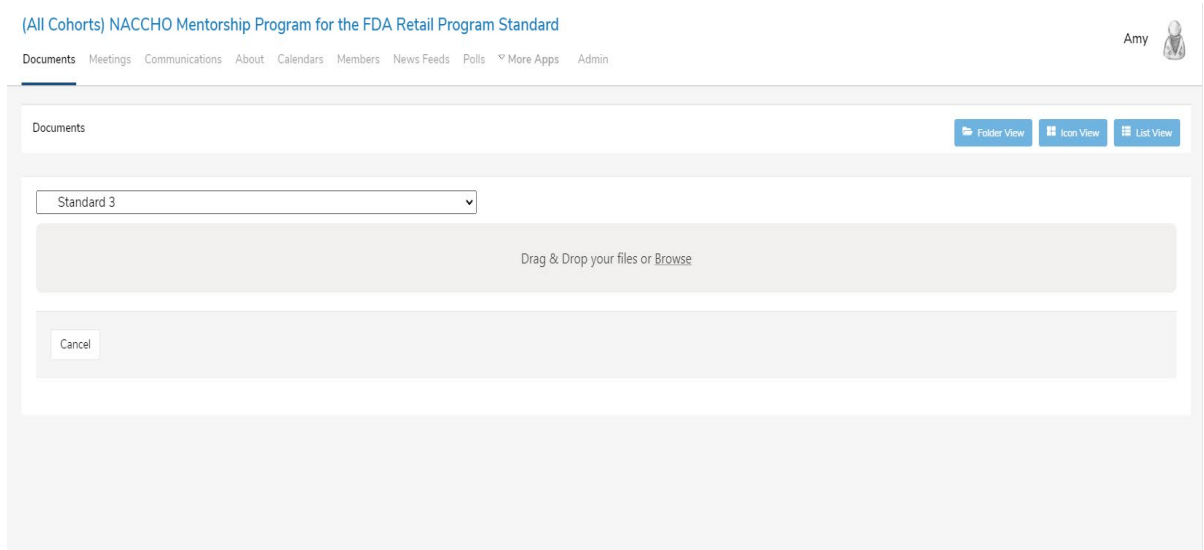 (All Cohorts) NACCHO Mentorship Program for the FDA Retail Program Standard
Amy
Documents Meetings Communications About Calendars Members News Feeds Polls More Apps Admin
Documents
Folder View Icon View List View
Standard 3
Drag & Drop your files or Browse
Cancel